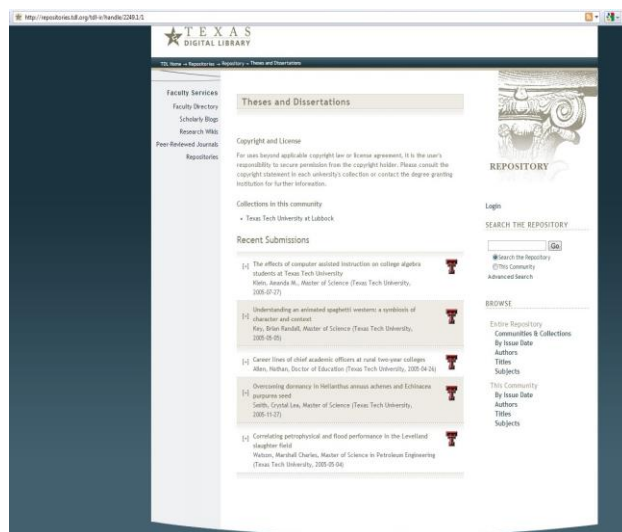 http://repositories.tdl.org/tdl-ir/handle/2249.1/1
TEXAS
DIGITAL LIBRARY
TDL Home → Repositories → Repository → Theses and Dissertations
Faculty Services
Faculty Directory
Scholarly Blogs
Research Wikis
Peer-Reviewed Journals
Repositories
Theses and Dissertations
Copyright and License
For uses beyond applicable copyright law or license agreement, it is the user's
responsibility to secure permission from the copyright holder. Please consult the
copyright statement in each university's collection or contact the degree granting
institution for further information.
Collections in this community
• Texas Tech University at Lubbock
Recent Submissions
[+] The effects of computer assisted instruction on college algebra
students at Texas Tech University
Klein, Amanda M., Master of Science (Texas Tech University,
2005-07-27)
[+] Understanding an animated spaghetti western: a symbiosis of
character and context
Key, Brian Randall, Master of Science (Texas Tech University,
2005-05-05)
[+] Career lines of chief academic officers at rural two-year colleges
Allen, Nathan, Doctor of Education (Texas Tech University, 2005-04-26)
[+] Overcoming dormancy in Helianthus annuus achenes and Echinacea
purpurea seed
Smith, Crystal Lea, Master of Science (Texas Tech University,
2005-11-27)
[+] Correlating petrophysical and flood performance in the Levelland
slaughter field
Watson, Marshall Charles, Master of Science in Petroleum Engineering
(Texas Tech University, 2005-05-04)
REPOSITORY
Login
SEARCH THE REPOSITORY
Go
Search the Repository
This Community
Advanced Search
BROWSE
Entire Repository
Communities & Collections
By Issue Date
Authors
Titles
Subjects
This Community
By Issue Date
Authors
Titles
Subjects